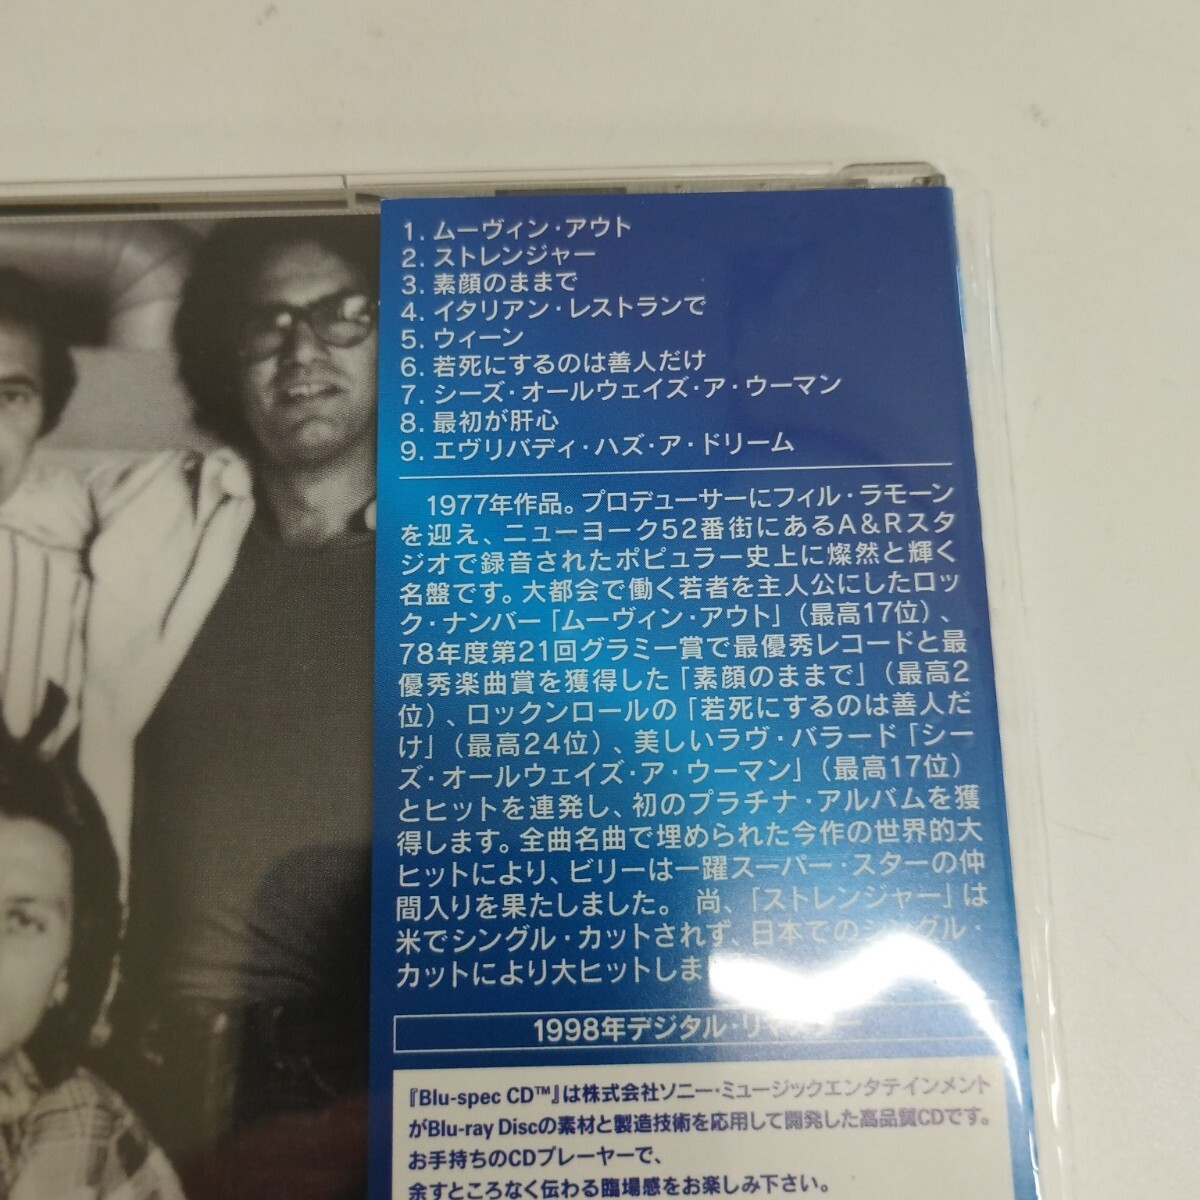 1. ムーヴィン・アウト
2. ストレンジャー
3. 素顔のままで
4. イタリアン・レストランで
5. ウィーン
6. 若死にするのは善人だけ
7. シーズ・オールウェイズ・ア・ウーマン
8. 最初が肝心
9. エヴリバディ・ハズ・ア・ドリーム
1977年作品。プロデューサーにフィル・ラモーン
を迎え、ニューヨーク52番街にあるA&Rスタ
ジオで録音されたポピュラー史上に燦然と輝く
名盤です。大都会で働く若者を主人公にしたロッ
ク・ナンバー「ムーヴィン・アウト」（最高17位）、
78年度第21回グラミー賞で最優秀レコードと最
優秀楽曲賞を獲得した「素顔のままで」（最高2
位）、ロックンロールの「若死にするのは善人だ
け」（最高24位）、美しいラヴ・バラード「シー
ズ・オールウェイズ・ア・ウーマン」（最高17位）
とヒットを連発し、初のプラチナ・アルバムを獲
得します。全曲名曲で埋められた今作の世界的大
ヒットにより、ビリーは一躍スーパー・スターの仲
間入りを果たしました。 尚、「ストレンジャー」は
米でシングル・カットされず、日本でのシングル・
カットにより大ヒットしま
1998年デジタル・リマスター
『Blu-spec CD™』は株式会社ソニー・ミュージックエンタテインメント
がBlu-ray Discの素材と製造技術を応用して開発した高品質CDです。
お手持ちのCDプレーヤーで、
余すところなく伝わる臨場感をお楽しみ下さい。